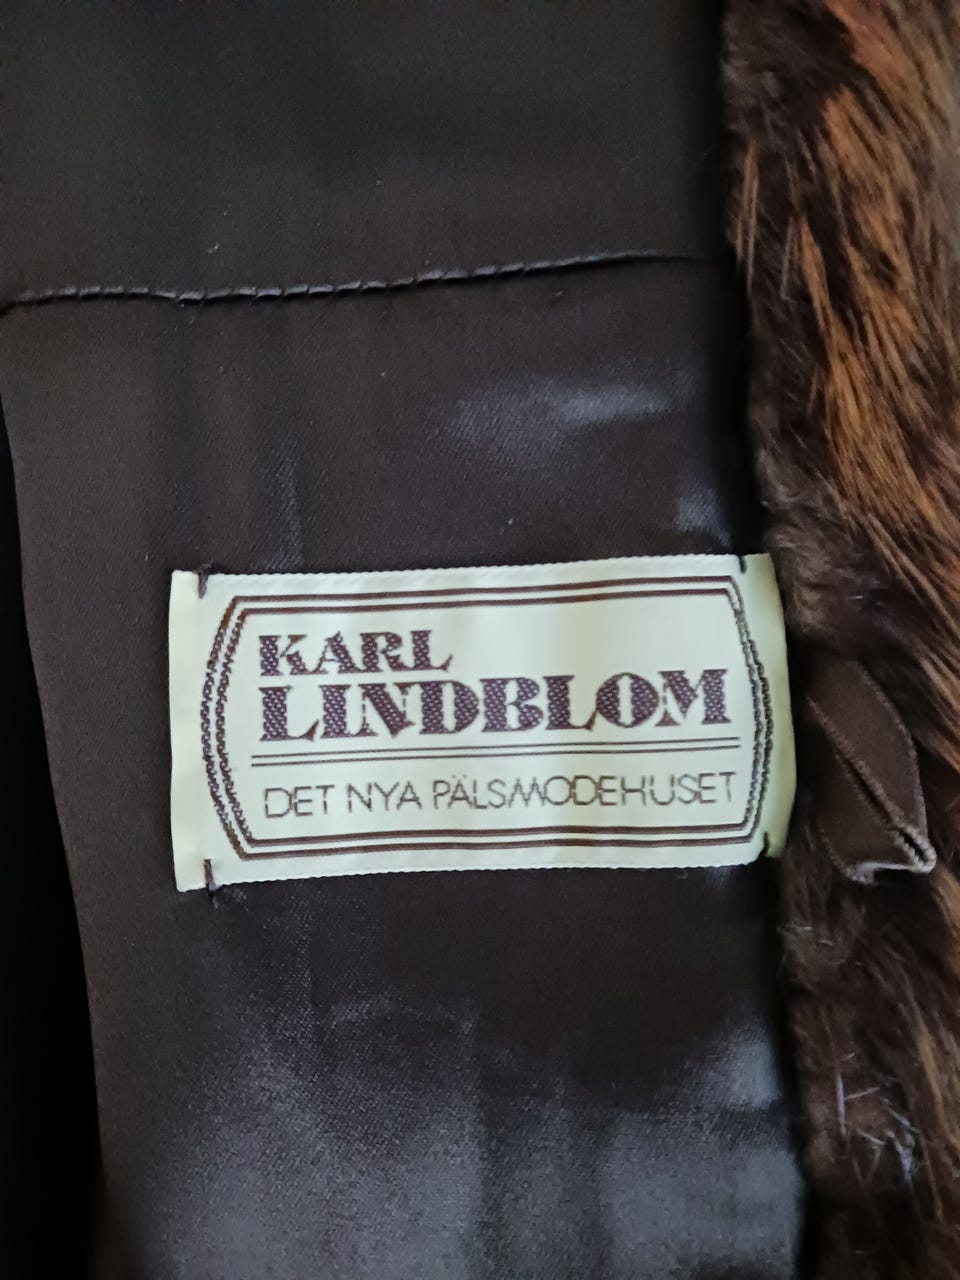 KARL
LINDBLOM
DET NYA PÄLSMODEHUSET